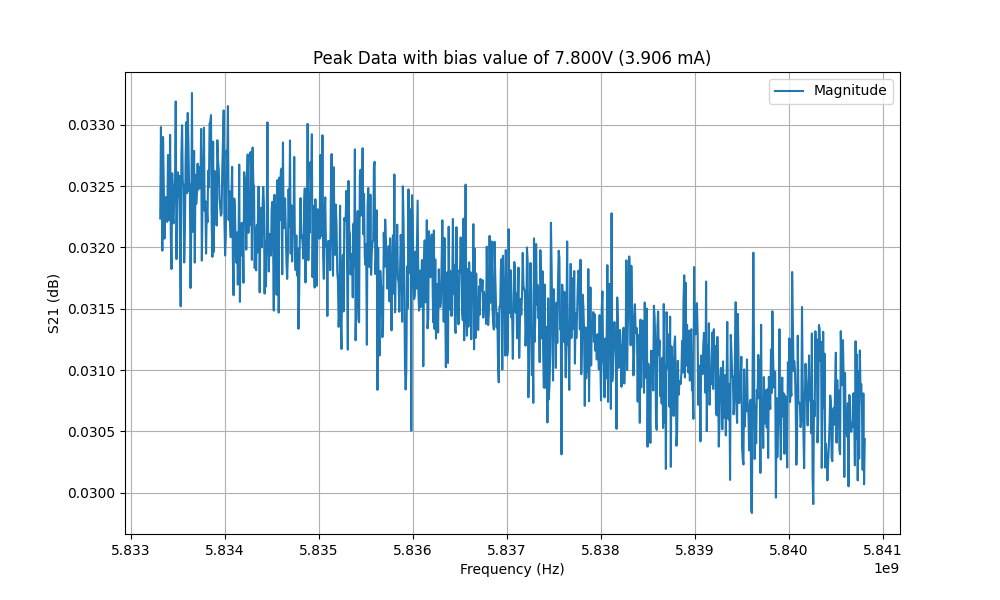 Peak Data with bias value of 7.800V (3.906 mA)
Magnitude
0.0330
0.0325
0.0320
0.0315
0.0310
0.0305
0.0300
S21 (dB)
5.833 5.834 5.835 5.836 5.837 5.838 5.839 5.840 5.841
Frequency (Hz)
1e9